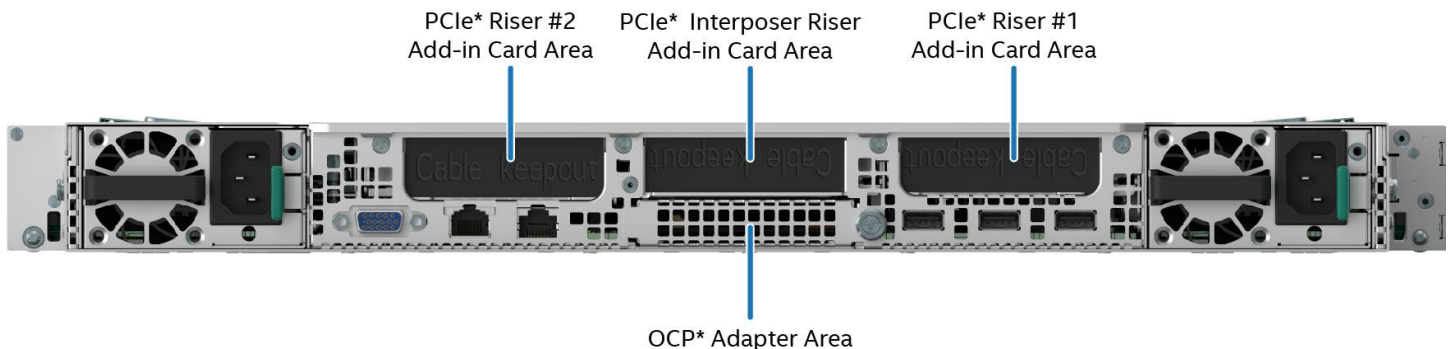 PCIe* Riser #2
Add-in Card Area
PCIe* Interposer Riser
Add-in Card Area
PCIe* Riser #1
Add-in Card Area
Cable keepout
Cable keepout
Cable keepout
OCP* Adapter Area